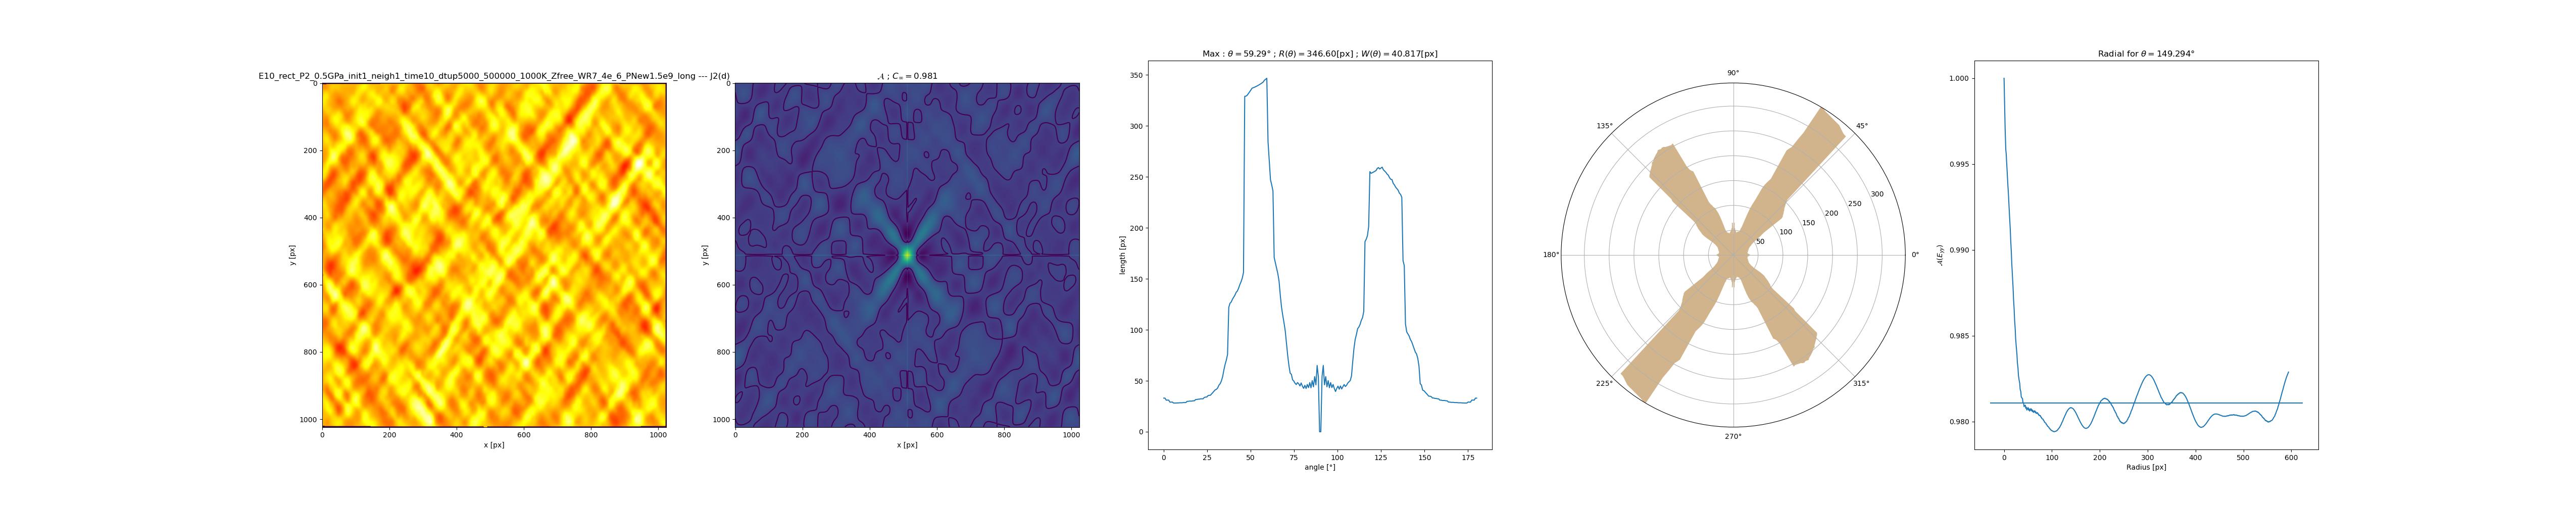 E10_rect_P2_0.5GPa_init1_neigh1_time10_dtup5000_500000_1000K_Zfree_WR7_4e_6_PNew1.5e9_long --- J2(d)
0
200
400
600
800
1000
y [px]
0 200 400 600 800 1000
x [px]
𝒜 ; C∞ = 0.981
0
200
400
600
800
1000
y [px]
0 200 400 600 800 1000
x [px]
Max : θ = 59.29° ; R(θ) = 346.60[px] ; W(θ) = 40.817[px]
350
300
250
200
150
100
50
0
length [px]
0 25 50 75 100 125 150 175
angle [°]
90°
135° 45°
180° 0°
225° 315°
270°
50 100 150 200 250 300
Radial for θ = 149.294°
1.000
0.995
0.990
0.985
0.980
0 100 200 300 400 500 600
Radius [px]